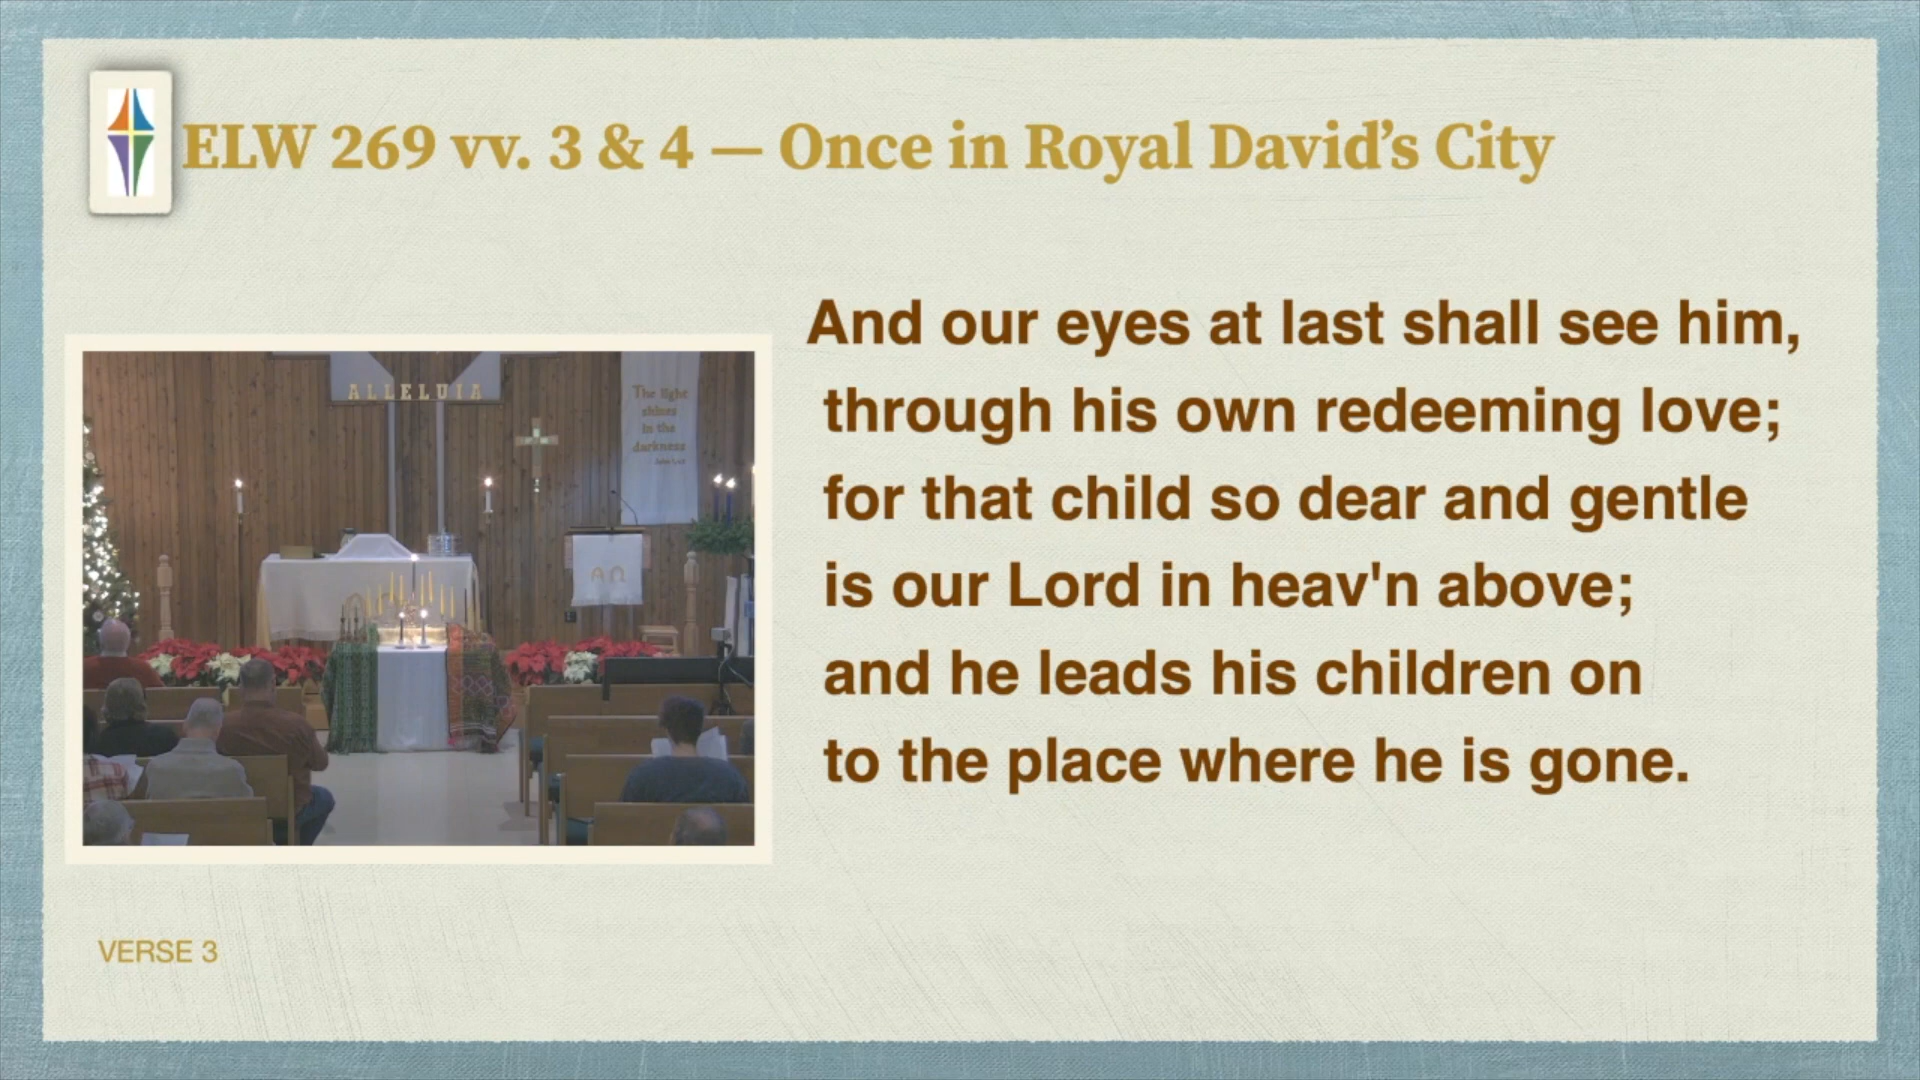 ELW 269 vv. 3 & 4 — Once in Royal David’s City
And our eyes at last shall see him,
through his own redeeming love;
for that child so dear and gentle
is our Lord in heav'n above;
and he leads his children on
to the place where he is gone.
ALLELUIA
The light
shines
in the
darkness
ΑΩ
VERSE 3